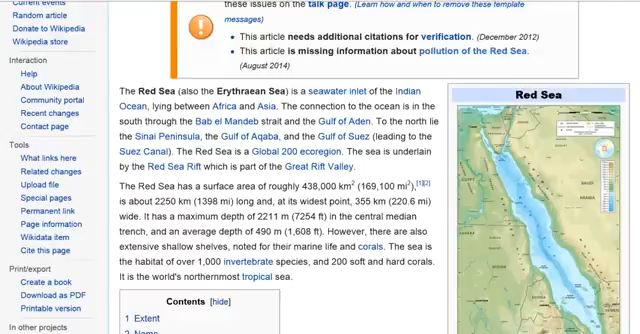 Current events
Random article
Donate to Wikipedia
Wikipedia store
Interaction
Help
About Wikipedia
Community portal
Recent changes
Contact page
Tools
What links here
Related changes
Upload file
Special pages
Permanent link
Page information
Wikidata item
Cite this page
Print/export
Create a book
Download as PDF
Printable version
In other projects
these issues on the talk page. (Learn how and when to remove these template
messages)
• This article needs additional citations for verification. (December 2012)
• This article is missing information about pollution of the Red Sea.
(August 2014)
The Red Sea (also the Erythraean Sea) is a seawater inlet of the Indian
Ocean, lying between Africa and Asia. The connection to the ocean is in the
south through the Bab el Mandeb strait and the Gulf of Aden. To the north lie
the Sinai Peninsula, the Gulf of Aqaba, and the Gulf of Suez (leading to the
Suez Canal). The Red Sea is a Global 200 ecoregion. The sea is underlain
by the Red Sea Rift which is part of the Great Rift Valley.
The Red Sea has a surface area of roughly 438,000 km² (169,100 mi²),[1][2]
is about 2250 km (1398 mi) long and, at its widest point, 355 km (220.6 mi)
wide. It has a maximum depth of 2211 m (7254 ft) in the central median
trench, and an average depth of 490 m (1,608 ft). However, there are also
extensive shallow shelves, noted for their marine life and corals. The sea is
the habitat of over 1,000 invertebrate species, and 200 soft and hard corals.
It is the world's northernmost tropical sea.
Contents [hide]
1 Extent
2 Name
Red Sea